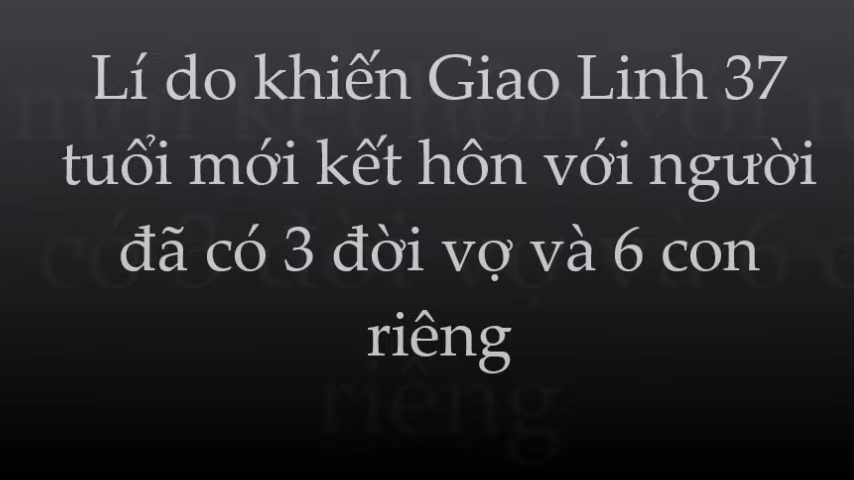 Lí do khiến Giao Linh 37
tuổi mới kết hôn với người
đã có 3 đời vợ và 6 con
riêng